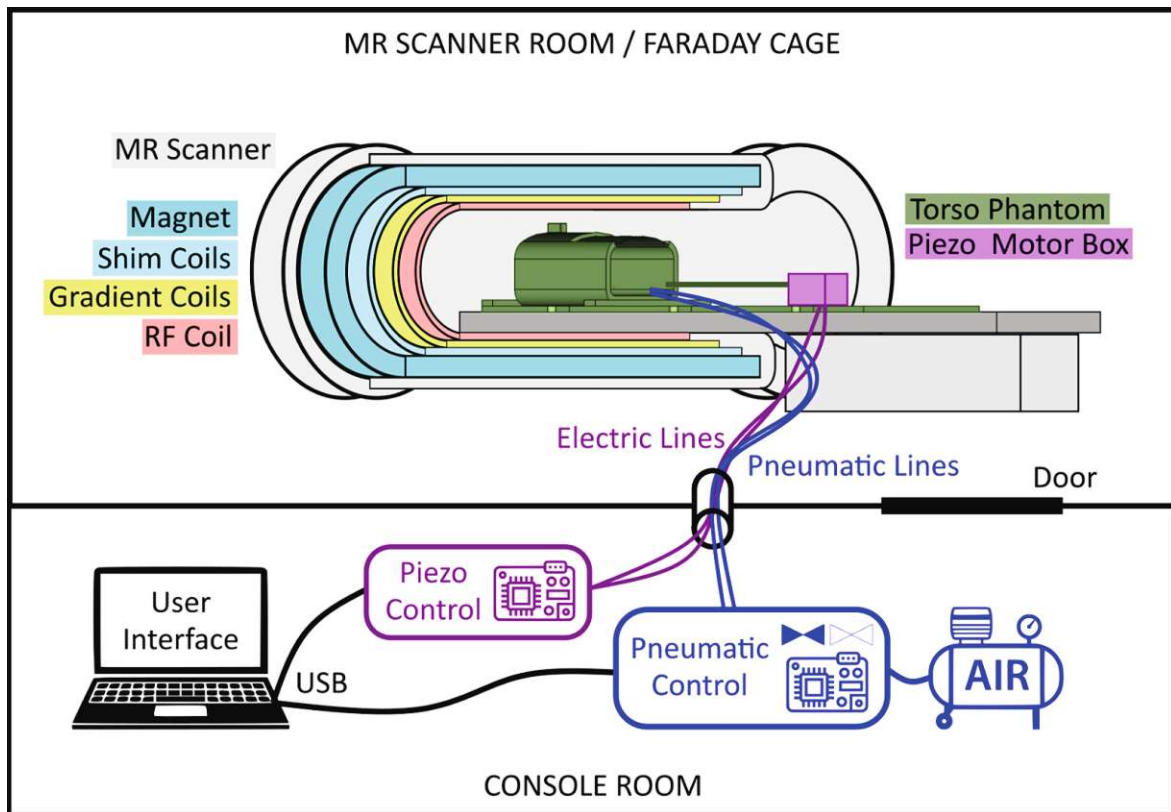 MR SCANNER ROOM / FARADAY CAGE
MR Scanner
Magnet
Shim Coils
Gradient Coils
RF Coil
Torso Phantom
Piezo Motor Box
Electric Lines
Pneumatic Lines
Door
Piezo
Control
User
Interface
USB
Pneumatic
Control
AIR
CONSOLE ROOM